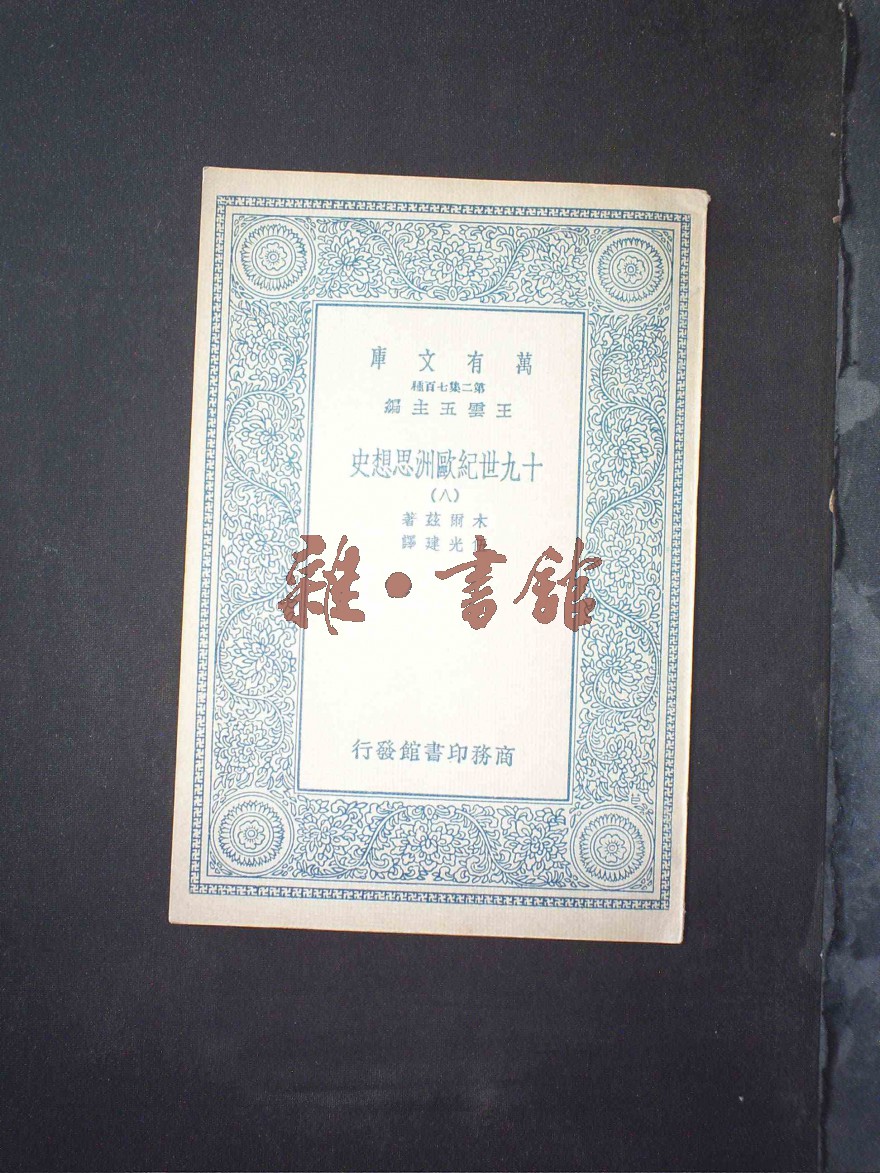 萬有文庫
第二集七百種
王雲五主編
十九世紀歐洲思想史
（八）
木爾茲著
光建譯
雜·書館
商務印書館發行